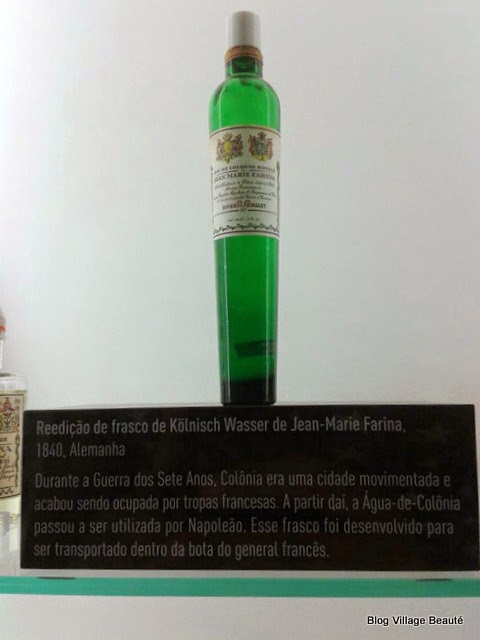 JEAN MARIE FARINA
Reedição de frasco de Kölnisch Wasser de Jean-Marie Farina,
1840, Alemanha
Durante a Guerra dos Sete Anos, Colônia era uma cidade movimentada e
acabou sendo ocupada por tropas francesas. A partir daí, a Água-de-Colônia
passou a ser utilizada por Napoleão. Esse frasco foi desenvolvido para
ser transportado dentro da bota do general francês.
Blog Village Beauté